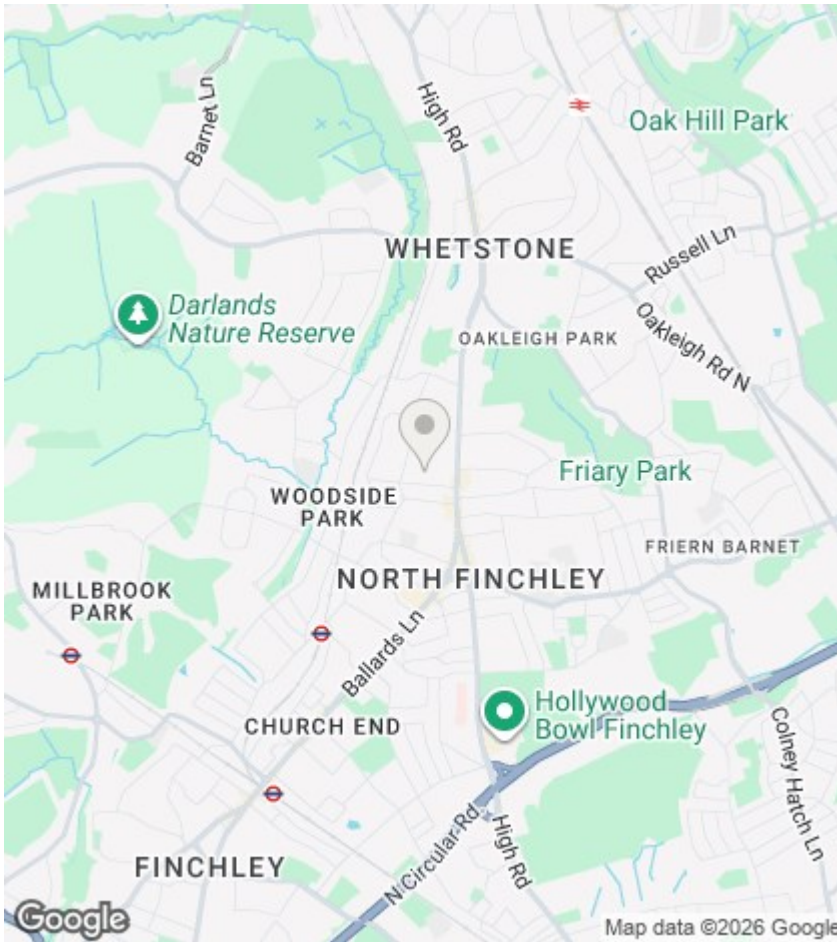 Barnet Ln
High Rd
Oak Hill Park
WHETSTONE
Russell Ln
Darlands
Nature Reserve
OAKLEIGH PARK
Oakleigh Rd N
Friary Park
WOODSIDE
PARK
FRIERN BARNET
NORTH FINCHLEY
MILLBROOK
PARK
Ballards Ln
Hollywood
Bowl Finchley
CHURCH END
Colney Hatch Ln
N Circular Rd
High Rd
FINCHLEY
Google
Map data ©2026 Google